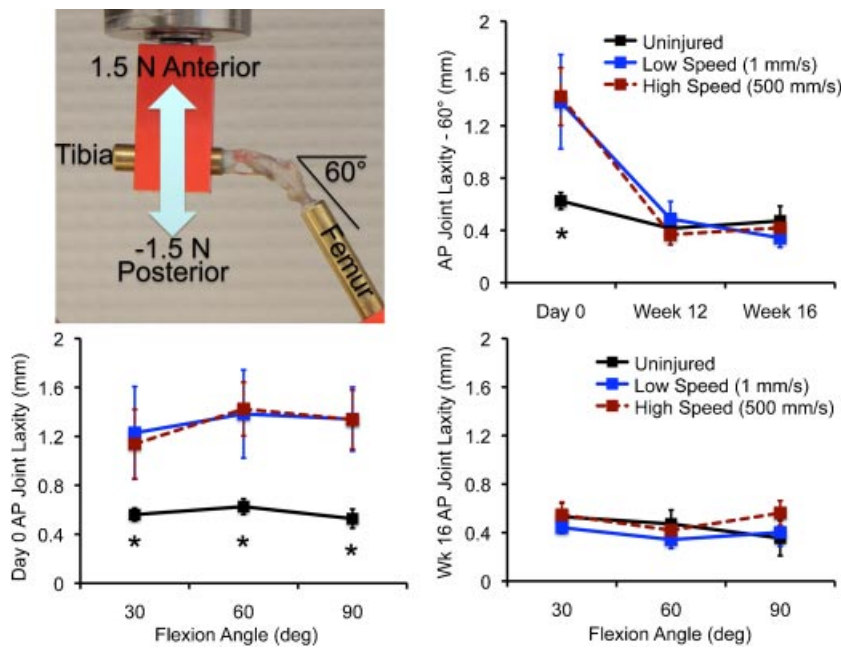 1.5 N Anterior
Tibia
60°
-1.5 N
Posterior
Femur
AP Joint Laxity - 60° (mm)
2
1.6
1.2
0.8
0.4
0
Uninjured
Low Speed (1 mm/s)
High Speed (500 mm/s)
*
Day 0 Week 12 Week 16
Day 0 AP Joint Laxity (mm)
2
1.6
1.2
0.8
0.4
0
* * *
30 60 90
Flexion Angle (deg)
Wk 16 AP Joint Laxity (mm)
2
1.6
1.2
0.8
0.4
0
Uninjured
Low Speed (1 mm/s)
High Speed (500 mm/s)
30 60 90
Flexion Angle (deg)